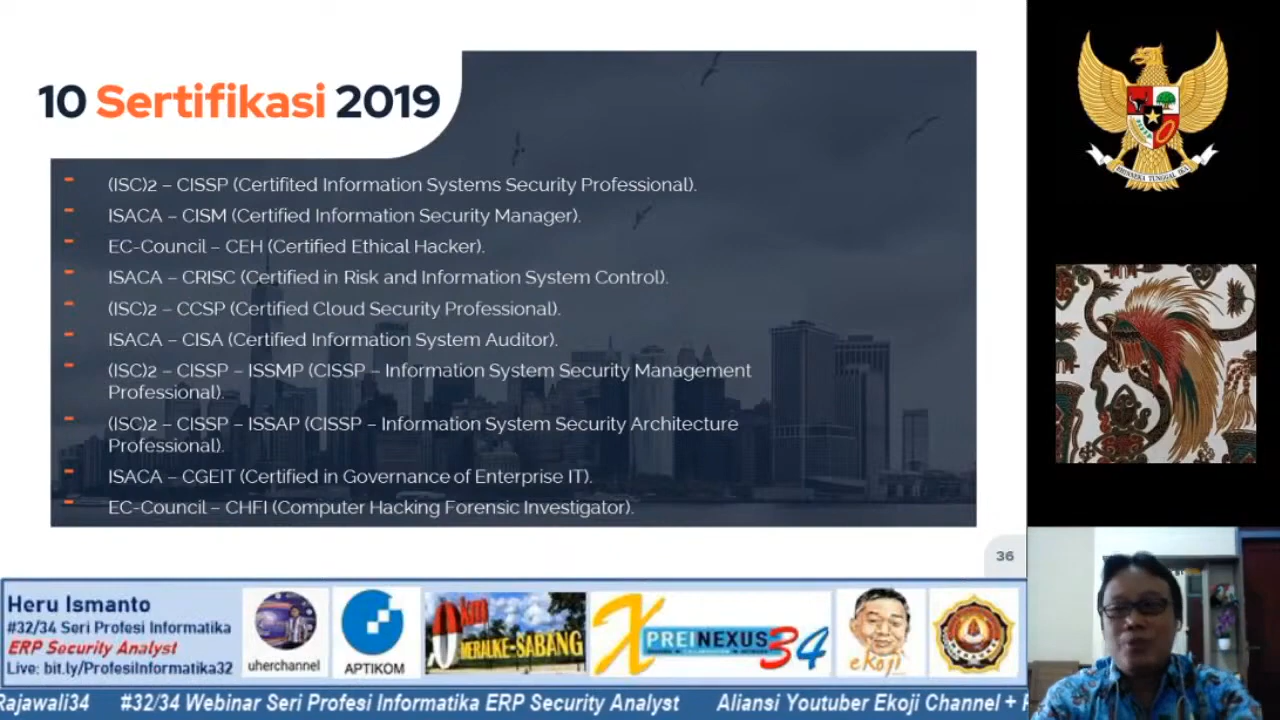 10 Sertifikasi 2019
(ISC)2 – CISSP (Certifited Information Systems Security Professional).
ISACA – CISM (Certified Information Security Manager).
EC-Council – CEH (Certified Ethical Hacker).
ISACA – CRISC (Certified in Risk and Information System Control).
(ISC)2 – CCSP (Certified Cloud Security Professional).
ISACA – CISA (Certified Information System Auditor).
(ISC)2 – CISSP – ISSMP (CISSP – Information System Security Management
Professional).
(ISC)2 – CISSP – ISSAP (CISSP – Information System Security Architecture
Professional).
ISACA – CGEIT (Certified in Governance of Enterprise IT).
EC-Council – CHFI (Computer Hacking Forensic Investigator).
36
BHINNEKA TUNGGAL IKA
Heru Ismanto
#32/34 Seri Profesi Informatika
ERP Security Analyst
Live: bit.ly/ProfesiInformatika32
uherchannel
APTIKOM
0 km
MERAUKE-SABANG
X
PREINEXUS 34
ekoji
Rajawali34 #32/34 Webinar Seri Profesi Informatika ERP Security Analyst Aliansi Youtuber Ekoji Channel +